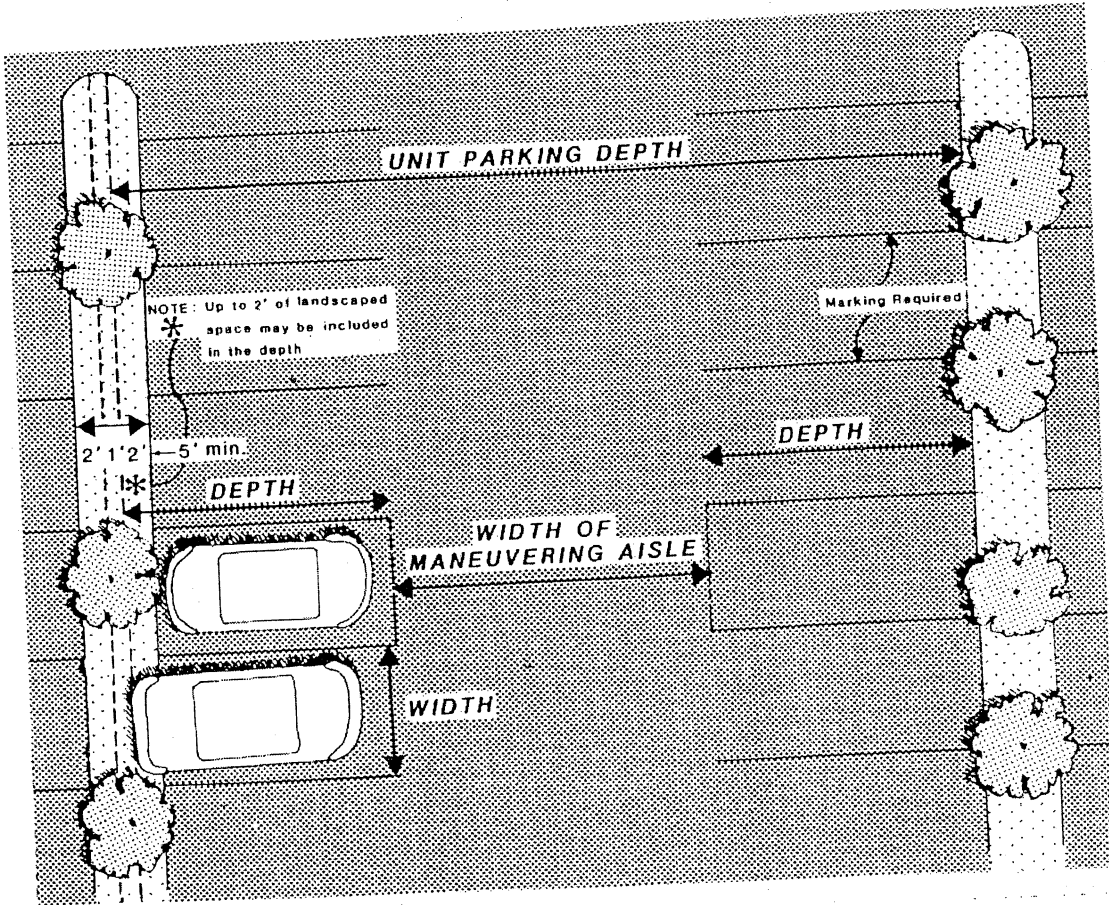 UNIT PARKING DEPTH
NOTE: Up to 2' of landscaped
* space may be included
in the depth
Marking Required
2' 1' 2' 5' min.
*
DEPTH
DEPTH
WIDTH OF
MANEUVERING AISLE
WIDTH